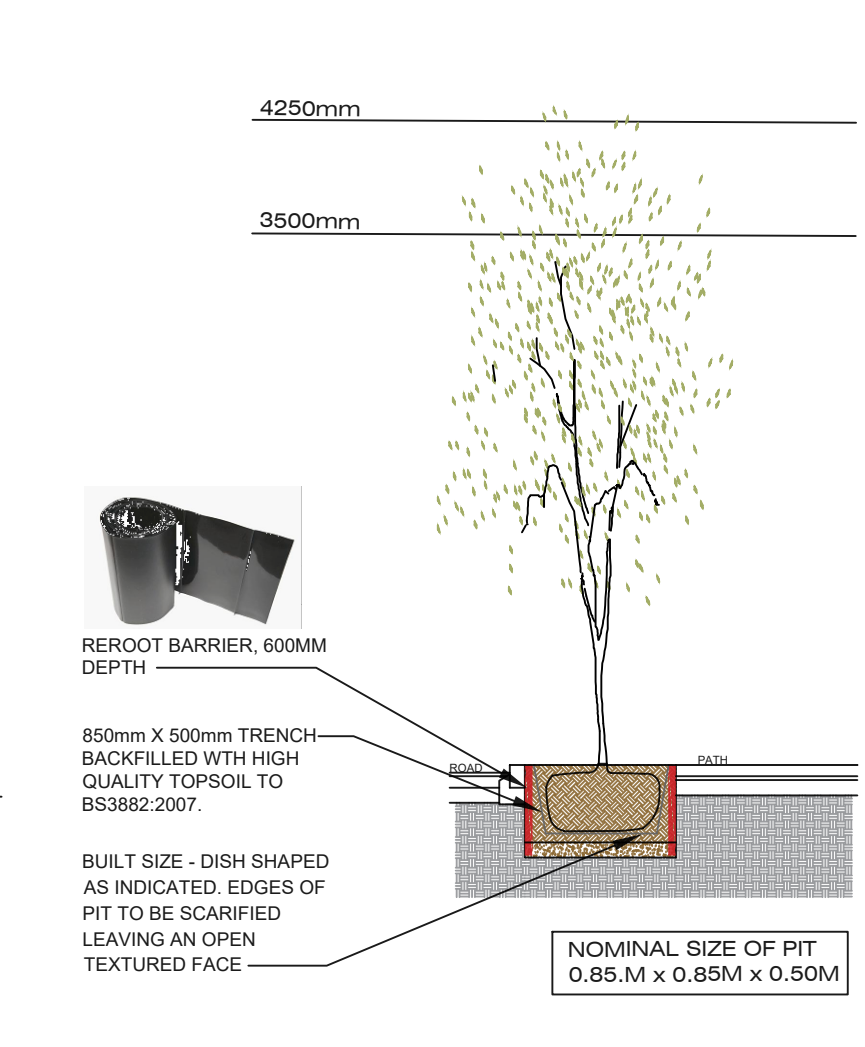 4250mm
3500mm
REROOT BARRIER, 600MM
DEPTH
850mm X 500mm TRENCH
BACKFILLED WTH HIGH
QUALITY TOPSOIL TO
BS3882:2007.
ROAD
PATH
BUILT SIZE - DISH SHAPED
AS INDICATED. EDGES OF
PIT TO BE SCARIFIED
LEAVING AN OPEN
TEXTURED FACE
NOMINAL SIZE OF PIT
0.85.M x 0.85M x 0.50M